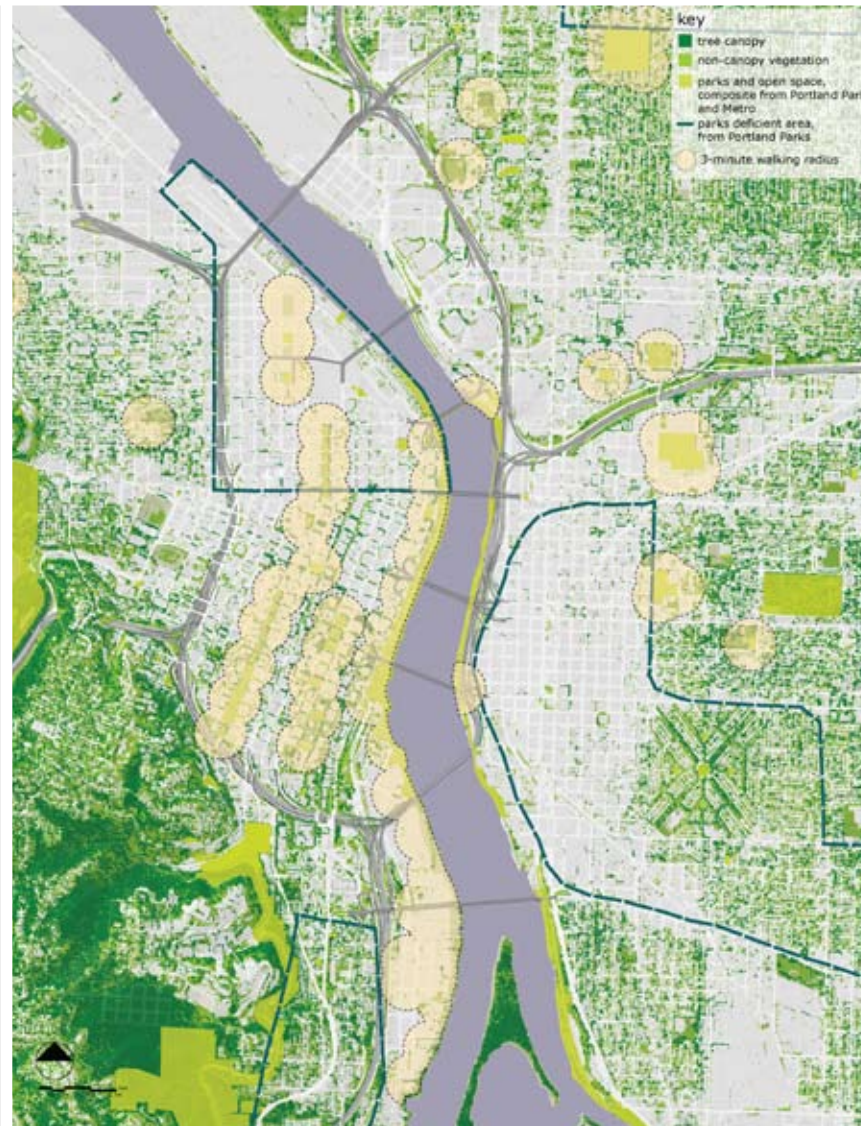 key
tree canopy
non-canopy vegetation
parks and open space,
composite from Portland Park
and Metro
parks deficient area,
from Portland Parks
3-minute walking radius